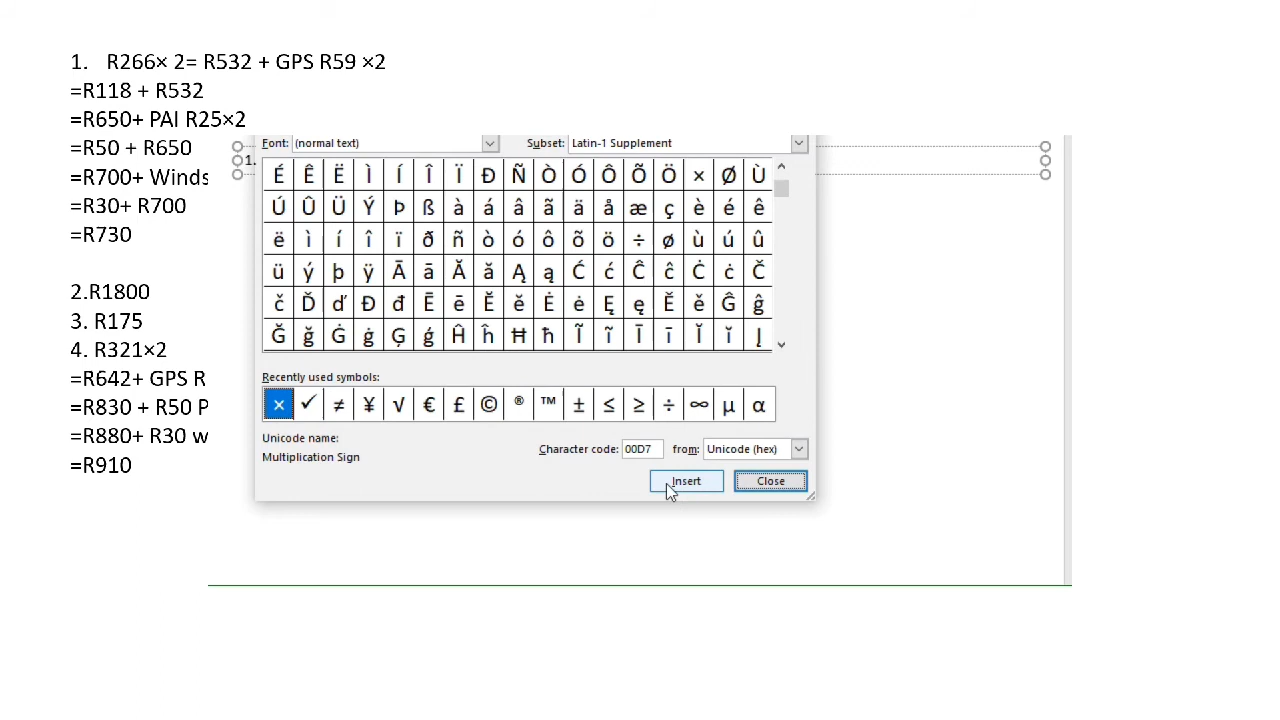 1. R266× 2= R532 + GPS R59 ×2
=R118 + R532
=R650+ PAI R25×2
=R50 + R650
=R700+ Winds
=R30+ R700
=R730
2.R1800
3. R175
4. R321×2
=R642+ GPS R
=R830 + R50 P
=R880+ R30 w
=R910
1.
Font: (normal text) Subset: Latin-1 Supplement
É Ê Ë Ì Í Î Ï Ð Ñ Ò Ó Ô Õ Ö × Ø Ù
Ú Û Ü Ý Þ ß à á â ã ä å æ ç è é ê
ë ì í î ï ð ñ ò ó ô õ ö ÷ ø ù ú û
ü ý þ ÿ Ā ā Ă ă Ą ą Ć ć Ĉ ĉ Ċ ċ Č
č Ď ď Đ đ Ē ē Ĕ ĕ Ė ė Ę ę Ě ě Ĝ ĝ
Ğ ğ Ġ ġ Ģ ģ Ĥ ĥ Ħ ħ Ĩ ĩ Ī ī Ĭ ĭ Į
Recently used symbols:
× ✓ ≠ ¥ √ € £ © ® ™ ± ≤ ≥ ÷ ∞ µ α
Unicode name:
Multiplication Sign
Character code: 00D7 from: Unicode (hex)
Insert Close